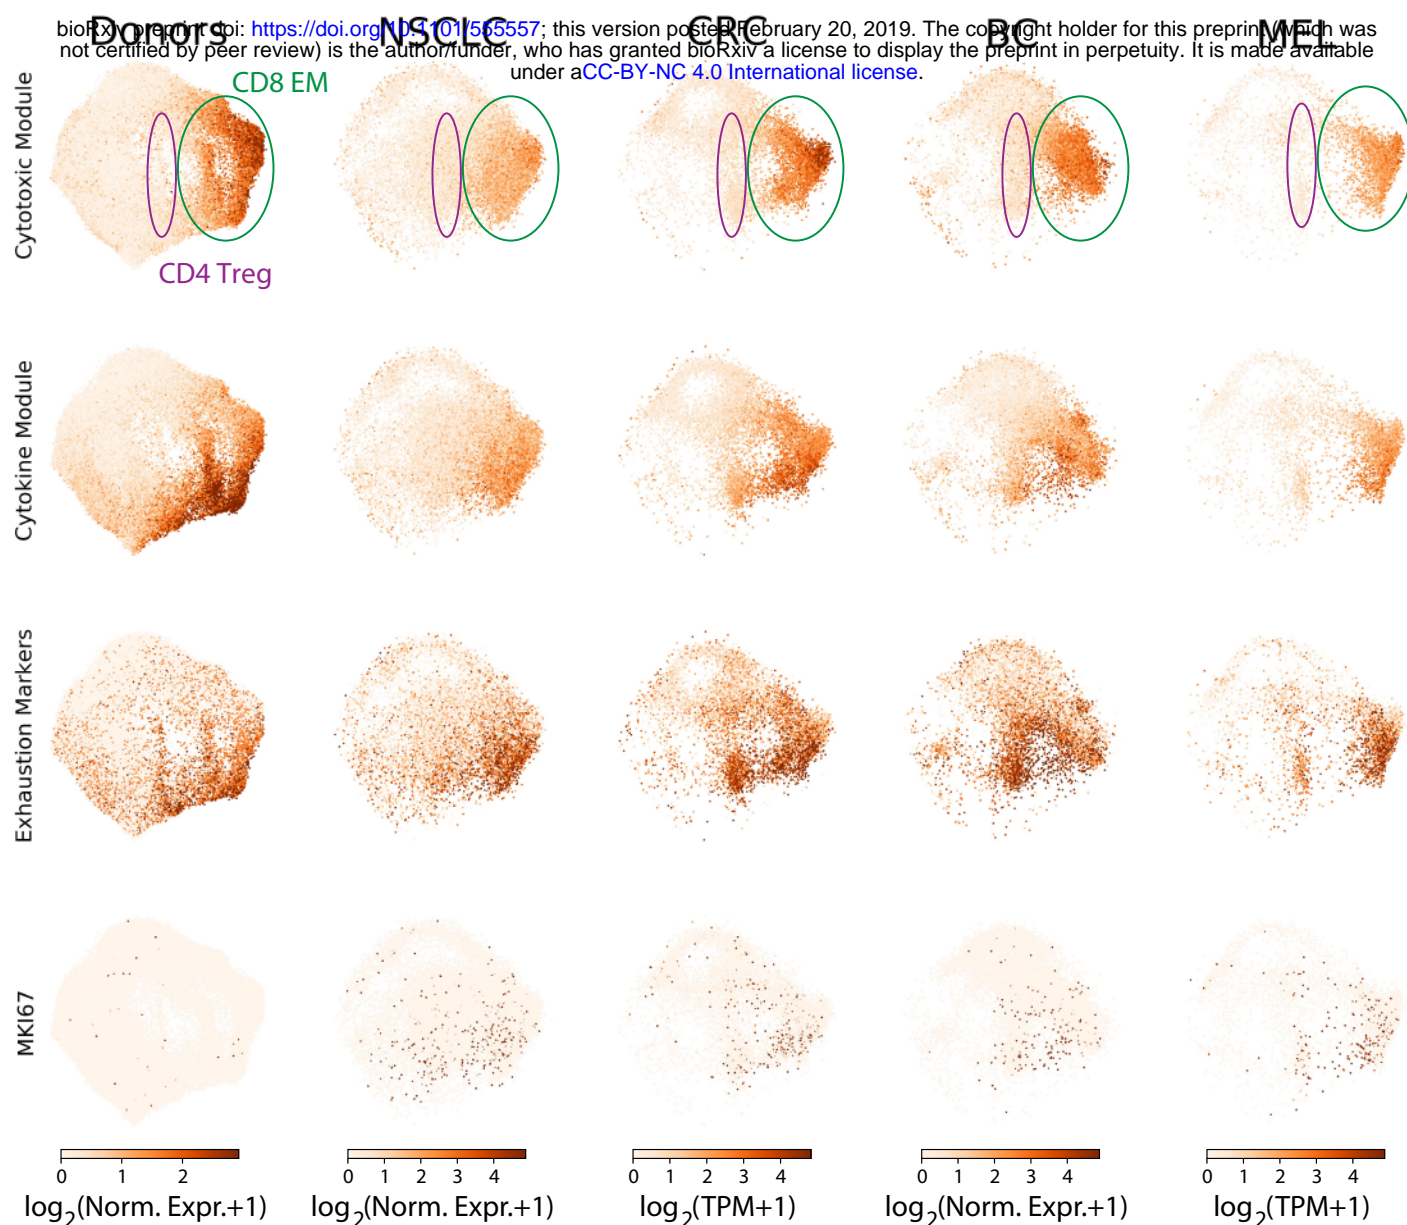 Donors NSCLC CRC BC MEL
bioRxiv preprint doi: https://doi.org/10.1101/555557; this version posted February 20, 2019. The copyright holder for this preprint (which was
not certified by peer review) is the author/funder, who has granted bioRxiv a license to display the preprint in perpetuity. It is made available
under aCC-BY-NC 4.0 International license.
CD8 EM
Cytotoxic Module
CD4 Treg
Cytokine Module
Exhaustion Markers
MKI67
0 1 2 0 1 2 3 4 0 1 2 3 4 0 1 2 3 4 0 1 2 3 4
log2(Norm. Expr.+1) log2(Norm. Expr.+1) log2(TPM+1) log2(Norm. Expr.+1) log2(TPM+1)